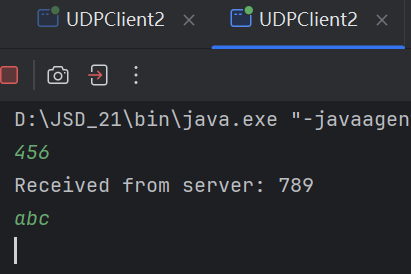 UDPClient2
UDPClient2
D:\JSD_21\bin\java.exe "-javaagen
456
Received from server: 789
abc